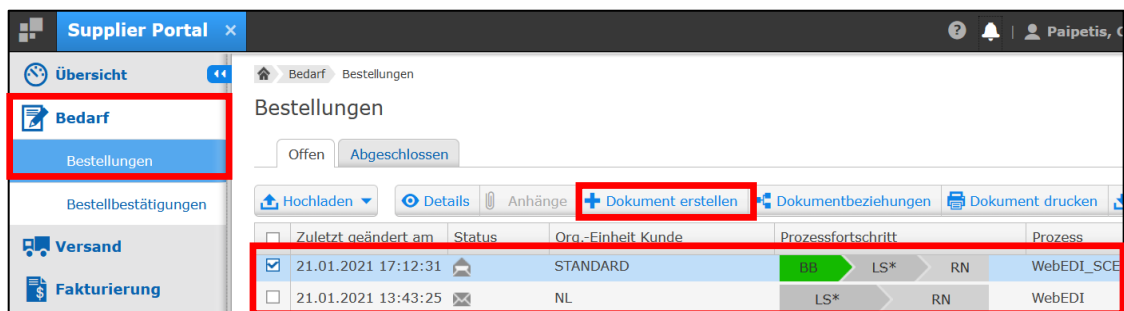 Supplier Portal ×
? | Paipetis, C
Übersicht
Bedarf Bestellungen
Bedarf
Bestellungen
Bestellungen
Offen Abgeschlossen
Bestellbestätigungen
Hochladen Details Anhänge Dokument erstellen Dokumentbeziehungen Dokument drucken
Versand
Zuletzt geändert am Status Org.-Einheit Kunde Prozessfortschritt Prozess
21.01.2021 17:12:31 STANDARD BB LS* RN WebEDI_SCE
Fakturierung
21.01.2021 13:43:25 NL LS* RN WebEDI